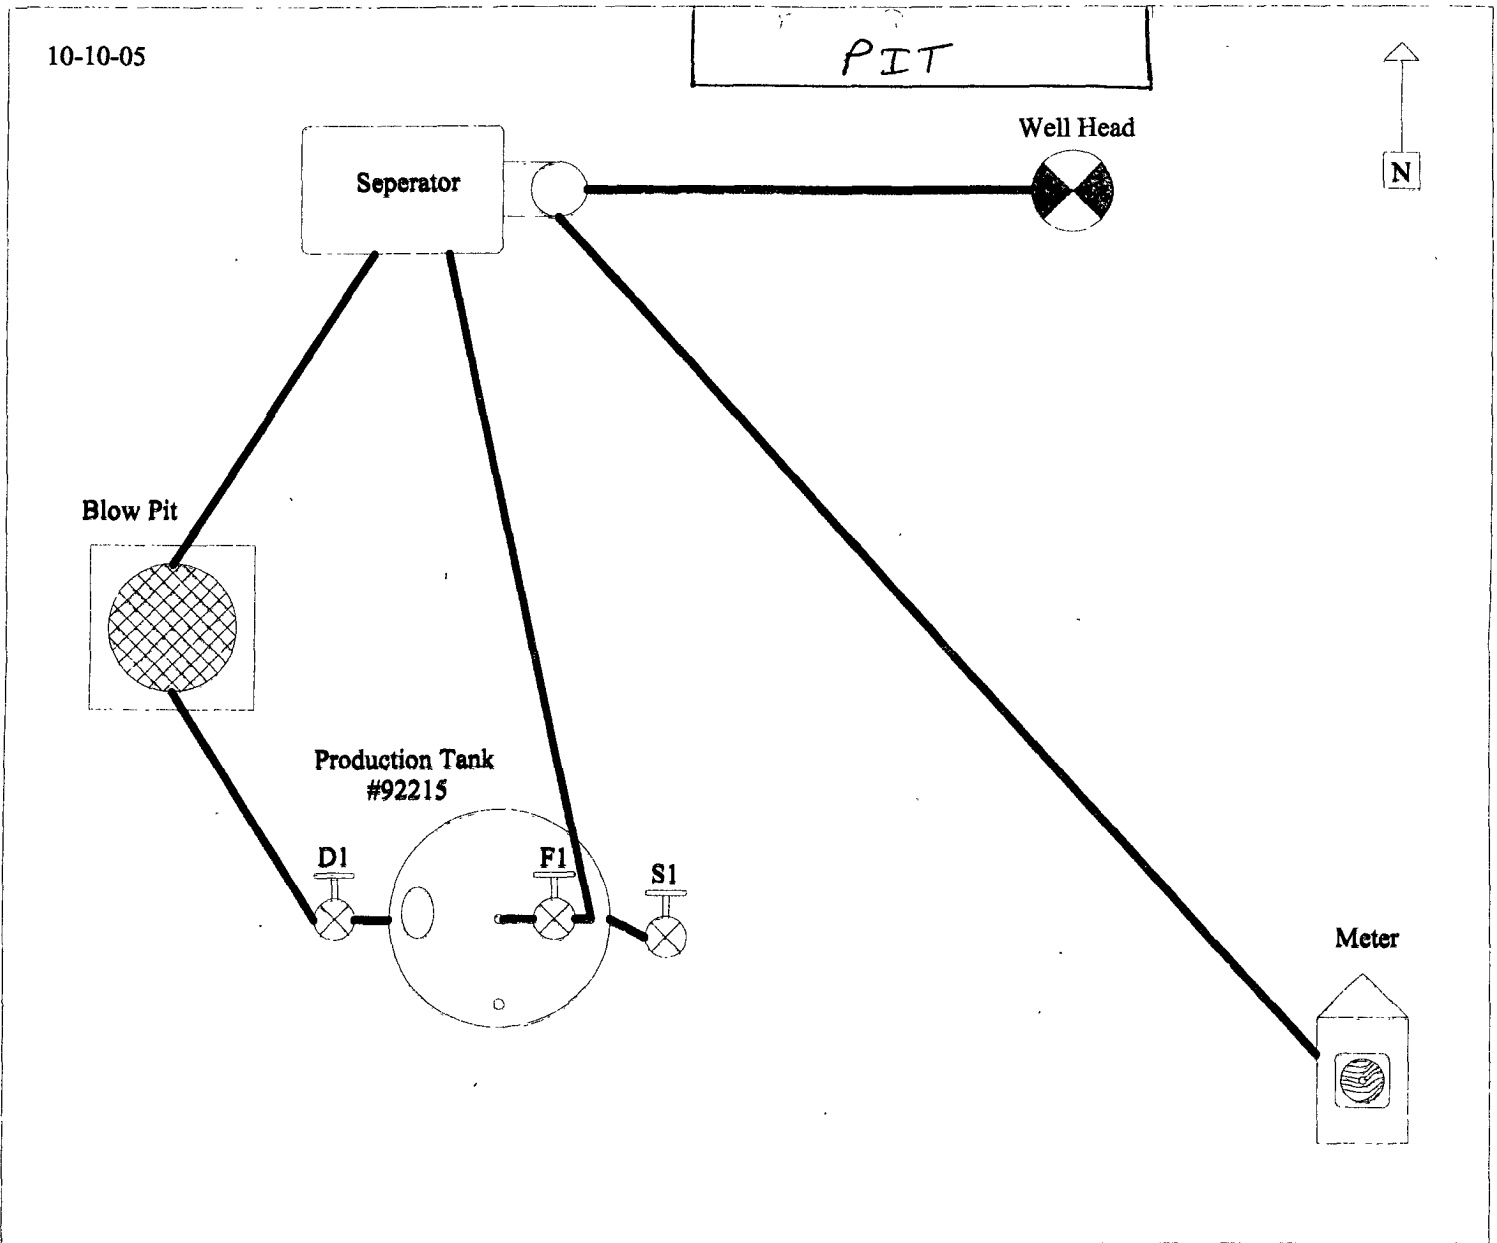 10-10-05
PIT
Well Head
N
Seperator
Blow Pit
Production Tank
#92215
D1
F1
S1
Meter